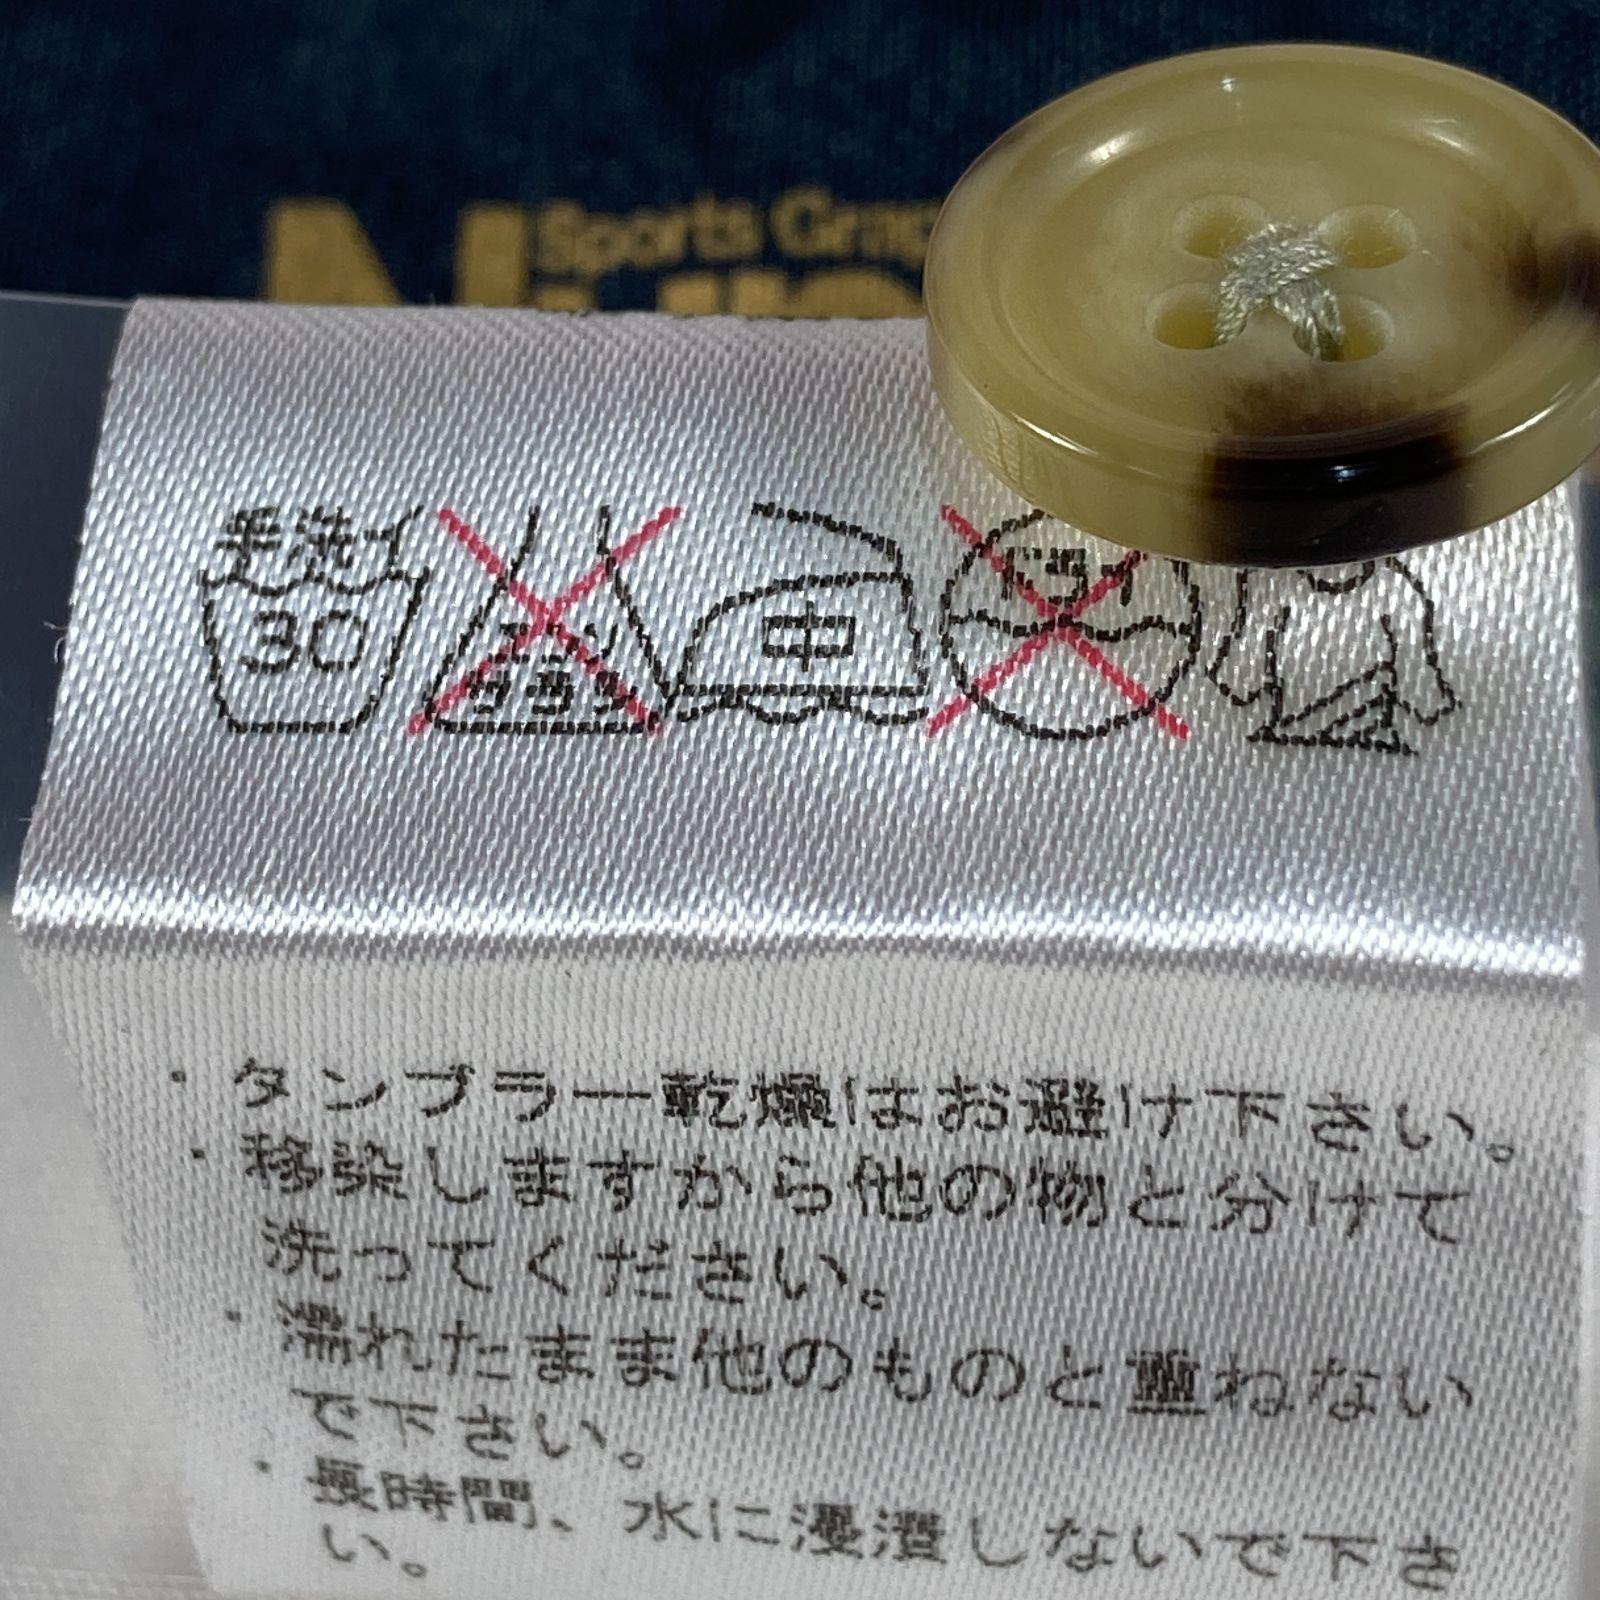 Sports
手洗イ
30
中
・タンブラー乾燥はお避け下さい。
・移染しますから他の物と分けて
洗ってください。
・濡れたまま他のものと重ねない
で下さい。
・長時間、水に浸漬しないで下さ
い。